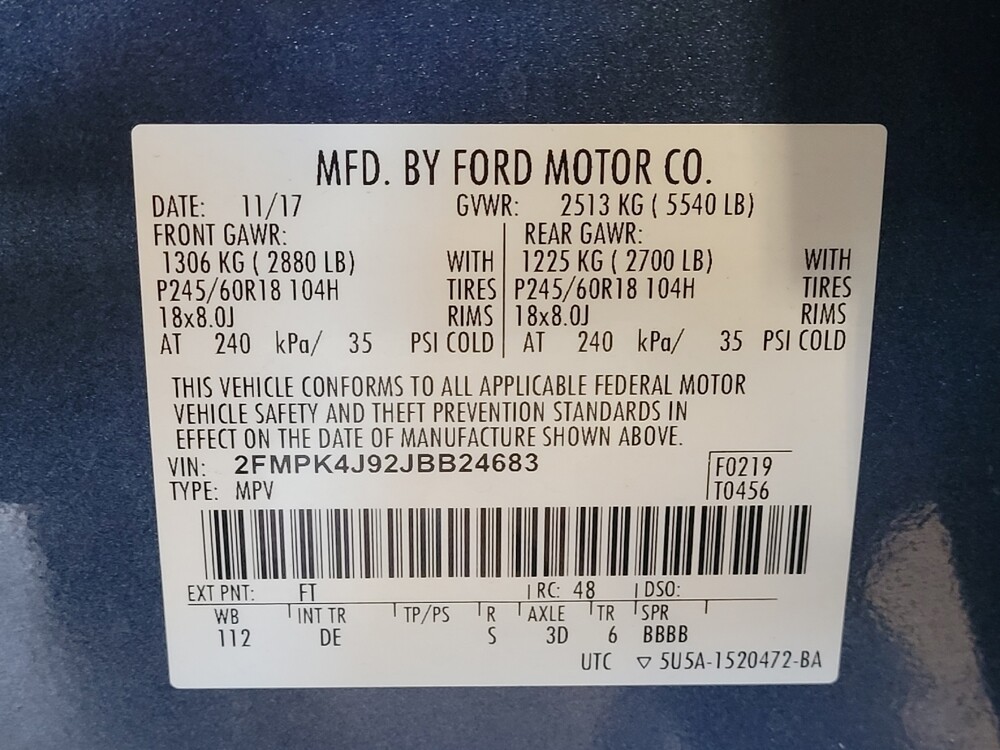 MFD. BY FORD MOTOR CO.
DATE: 11/17 GVWR: 2513 KG ( 5540 LB)
FRONT GAWR: REAR GAWR:
1306 KG ( 2880 LB) WITH 1225 KG ( 2700 LB) WITH
P245/60R18 104H TIRES P245/60R18 104H TIRES
18x8.0J RIMS 18x8.0J RIMS
AT 240 kPa/ 35 PSI COLD AT 240 kPa/ 35 PSI COLD
THIS VEHICLE CONFORMS TO ALL APPLICABLE FEDERAL MOTOR
VEHICLE SAFETY AND THEFT PREVENTION STANDARDS IN
EFFECT ON THE DATE OF MANUFACTURE SHOWN ABOVE.
VIN: 2FMPK4J92JBB24683 F0219
TYPE: MPV T0456
EXT PNT: FT RC: 48 DSO:
WB INT TR TP/PS R AXLE TR SPR
112 DE S 3D 6 BBBB
UTC ▽ 5U5A-1520472-BA